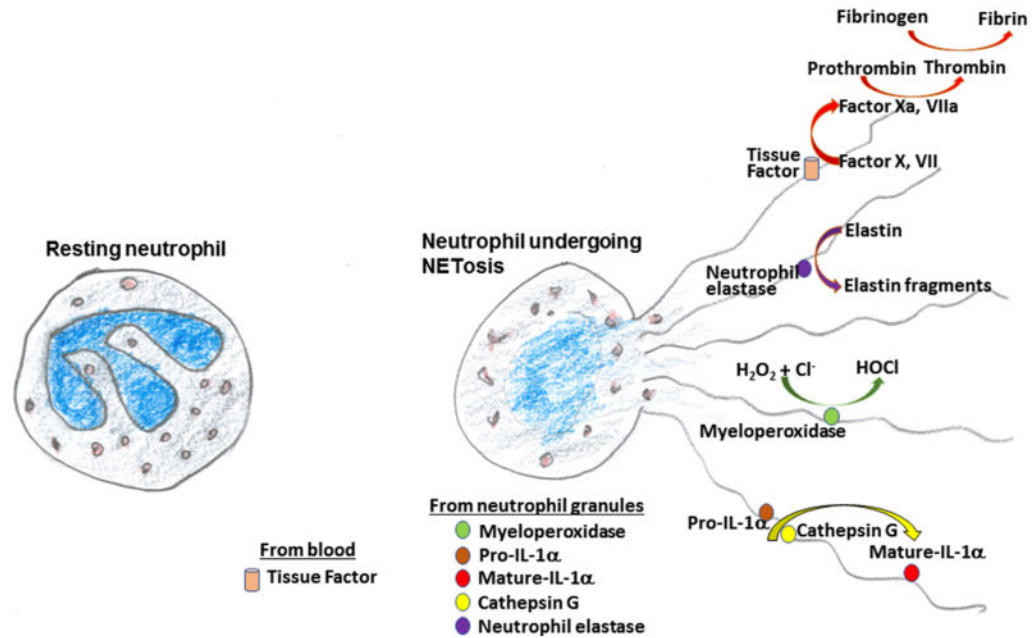 Fibrinogen Fibrin
Prothrombin Thrombin
Factor Xa, VIIa
Tissue
Factor
Factor X, VII
Resting neutrophil
Neutrophil undergoing
NETosis
Elastin
Neutrophil
elastase
Elastin fragments
H₂O₂ + Cl⁻ HOCl
Myeloperoxidase
From neutrophil granules
Myeloperoxidase
Pro-IL-1α
Mature-IL-1α
Cathepsin G
Neutrophil elastase
From blood
Tissue Factor
Pro-IL-1α
Cathepsin G
Mature-IL-1α